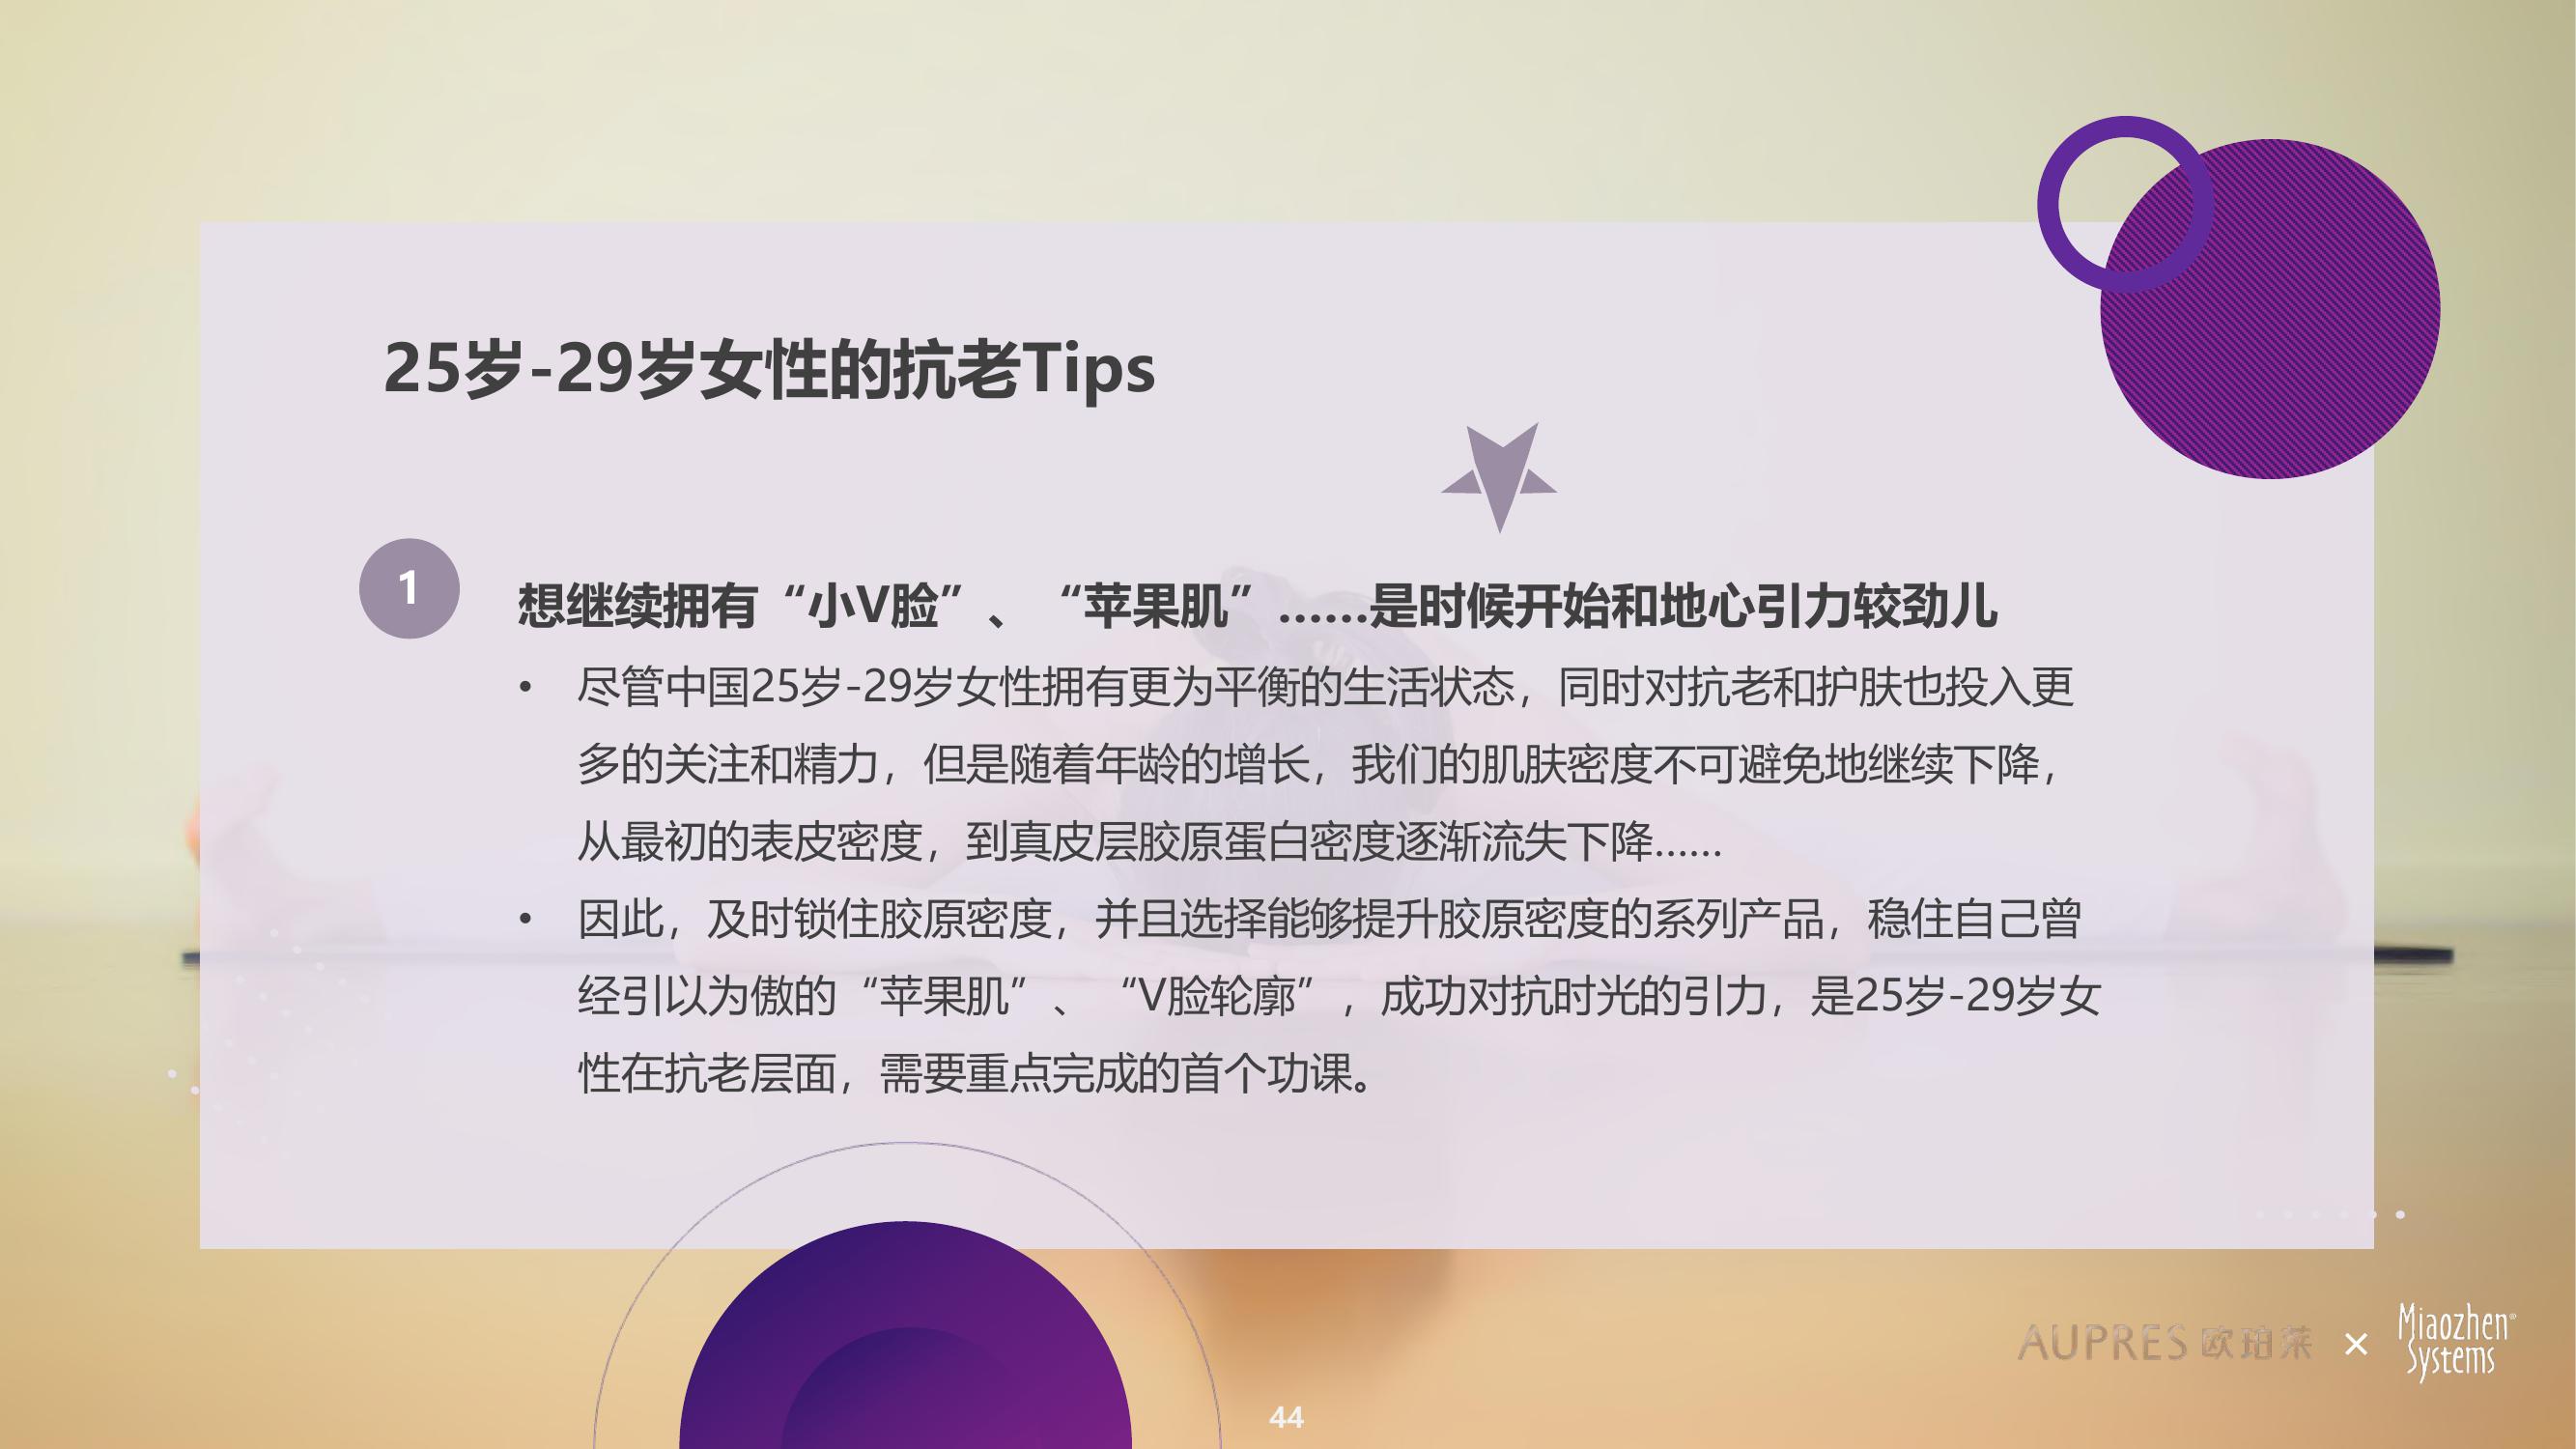 25岁-29岁女性的抗老Tips
1
想继续拥有“小V脸”、“苹果肌”……是时候开始和地心引力较劲儿
• 尽管中国25岁-29岁女性拥有更为平衡的生活状态，同时对抗老和护肤也投入更
多的关注和精力，但是随着年龄的增长，我们的肌肤密度不可避免地继续下降，
从最初的表皮密度，到真皮层胶原蛋白密度逐渐流失下降……
• 因此，及时锁住胶原密度，并且选择能够提升胶原密度的系列产品，稳住自己曾
经引以为傲的“苹果肌”、“V脸轮廓”，成功对抗时光的引力，是25岁-29岁女
性在抗老层面，需要重点完成的首个功课。
AUPRES 欧珀莱 × Miaozhen®
Systems
44